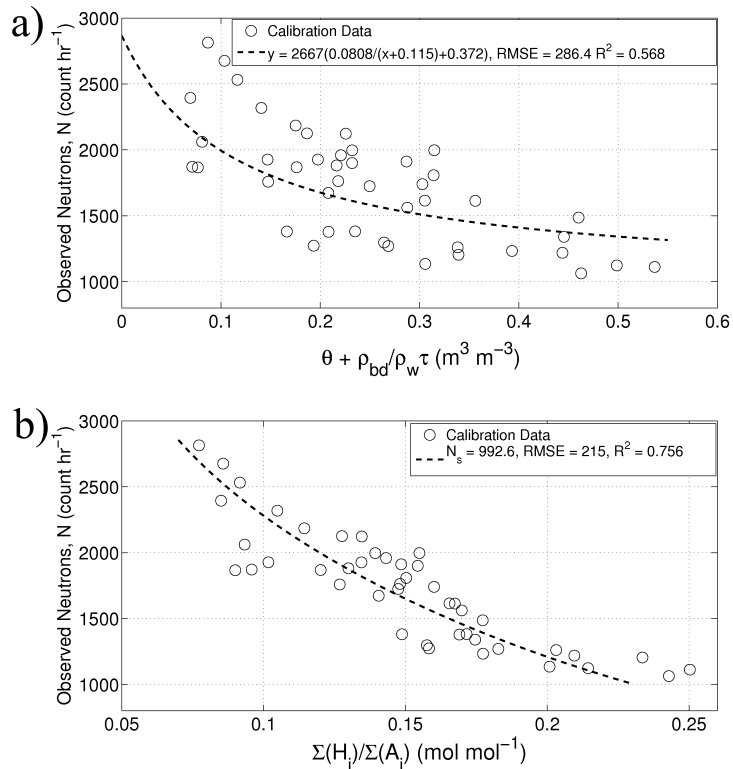 a)
3000
2500
2000
1500
1000
Observed Neutrons, N (count hr⁻¹)
Calibration Data
y = 2667(0.0808/(x+0.115)+0.372), RMSE = 286.4 R² = 0.568
0 0.1 0.2 0.3 0.4 0.5 0.6
θ + ρbd/ρwτ (m³ m⁻³)
b)
3000
2500
2000
1500
1000
Observed Neutrons, N (count hr⁻¹)
Calibration Data
Ns = 992.6, RMSE = 215, R² = 0.756
0.05 0.1 0.15 0.2 0.25
Σ(Hi)/Σ(Ai) (mol mol⁻¹)